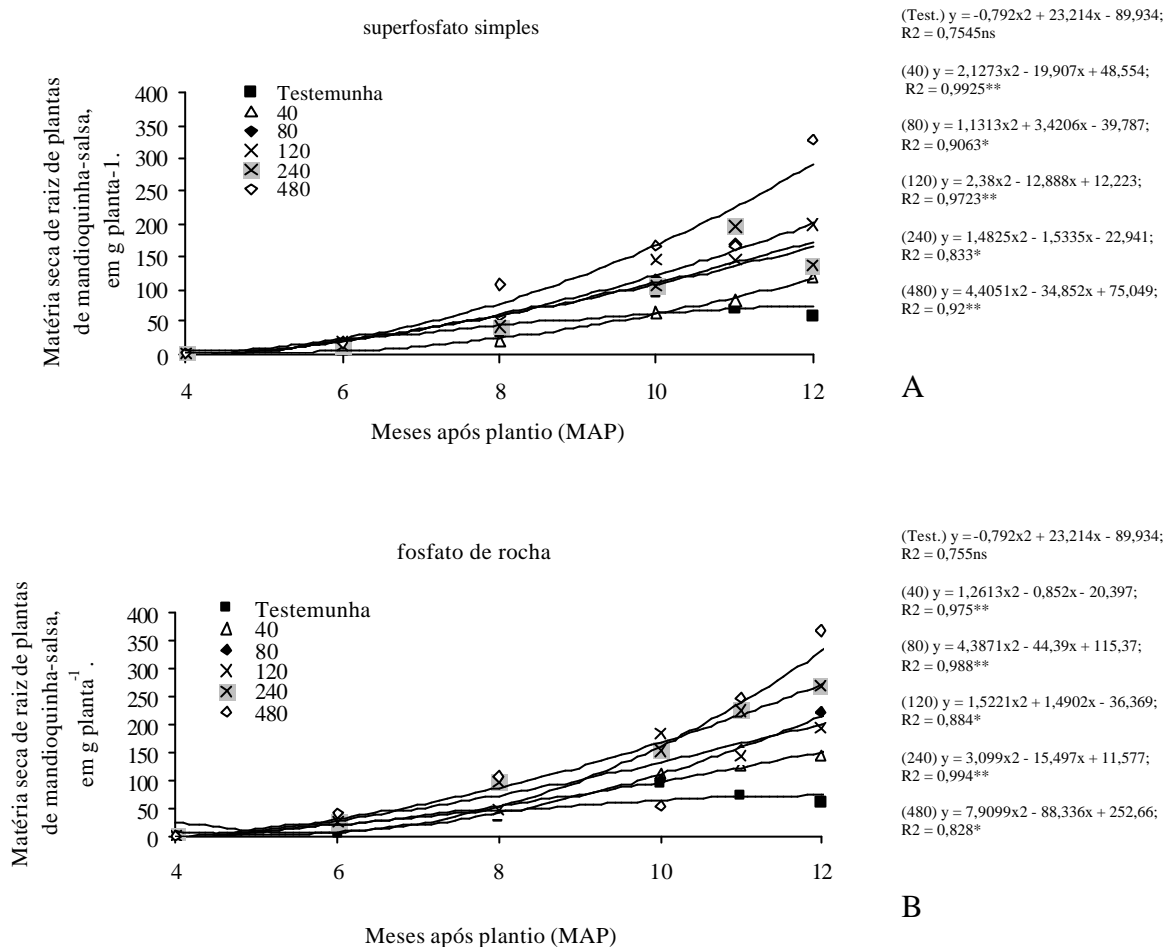 superfosfato simples
Matéria seca de raiz de plantas
de mandioquinha-salsa,
em g planta-1.
400
350
300
250
200
150
100
50
0
Testemunha
40
80
120
240
480
4
6
8
10
12
Meses após plantio (MAP)
(Test.) y = -0,792x2 + 23,214x - 89,934;
R2 = 0,7545ns
(40) y = 2,1273x2 - 19,907x + 48,554;
R2 = 0,9925**
(80) y = 1,1313x2 + 3,4206x - 39,787;
R2 = 0,9063*
(120) y = 2,38x2 - 12,888x + 12,223;
R2 = 0,9723**
(240) y = 1,4825x2 - 1,5335x - 22,941;
R2 = 0,833*
(480) y = 4,4051x2 - 34,852x + 75,049;
R2 = 0,92**
A
fosfato de rocha
Matéria seca de raiz de plantas
de mandioquinha-salsa,
em g planta-1.
400
350
300
250
200
150
100
50
0
Testemunha
40
80
120
240
480
4
6
8
10
12
Meses após plantio (MAP)
(Test.) y =-0,792x2 + 23,214x - 89,934;
R2 = 0,755ns
(40) y = 1,2613x2 - 0,852x - 20,397;
R2 = 0,975**
(80) y = 4,3871x2 - 44,39x + 115,37;
R2 = 0,988**
(120) y = 1,5221x2 + 1,4902x - 36,369;
R2 = 0,884*
(240) y = 3,099x2 - 15,497x + 11,577;
R2 = 0,994**
(480) y = 7,9099x2 - 88,336x + 252,66;
R2 = 0,828*
B